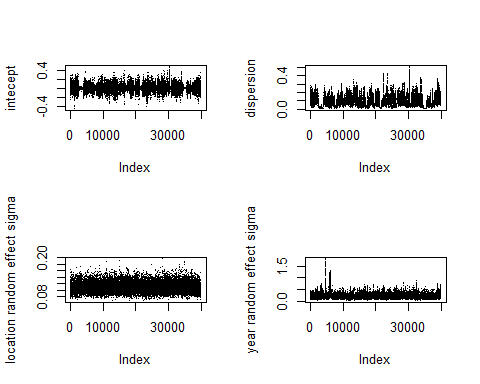 intecept
0.4
-0.4
0 10000 30000
Index
dispersion
0.4
0.0
0 10000 30000
Index
location random effect sigma
0.20
0.08
0 10000 30000
Index
year random effect sigma
1.5
0.0
0 10000 30000
Index